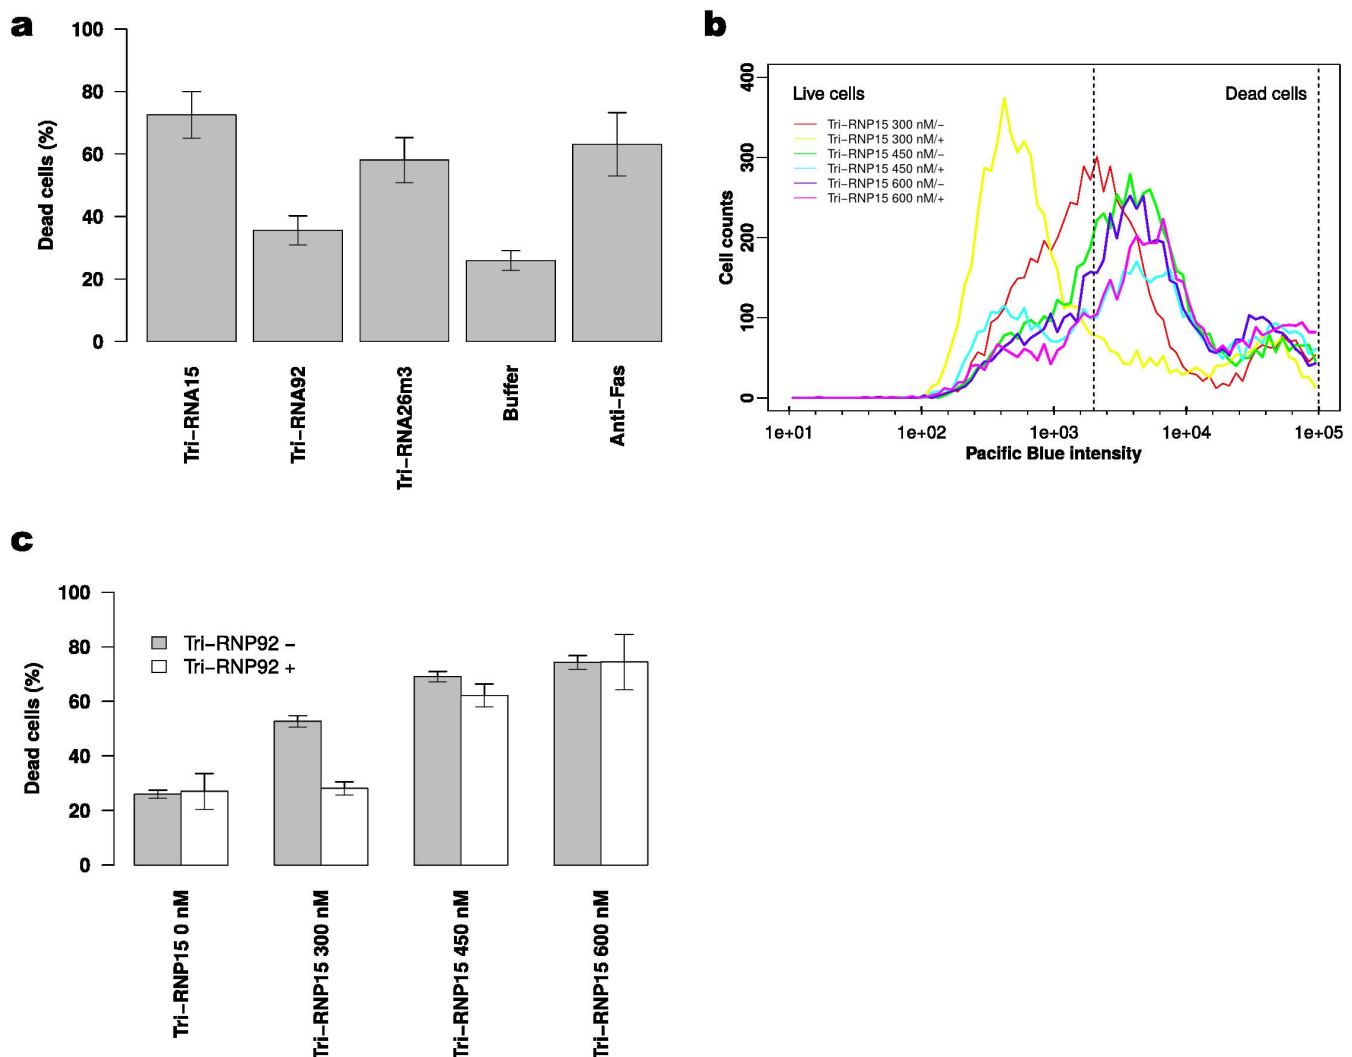 a
100
80
60
40
20
0
Dead cells (%)
Tri-RNA15
Tri-RNA92
Tri-RNA26m3
Buffer
Anti-Fas
b
400
300
200
100
0
Cell counts
Live cells
Dead cells
Tri-RNP15 300 nM/-
Tri-RNP15 300 nM/+
Tri-RNP15 450 nM/-
Tri-RNP15 450 nM/+
Tri-RNP15 600 nM/-
Tri-RNP15 600 nM/+
1e+01 1e+02 1e+03 1e+04 1e+05
Pacific Blue intensity
c
100
80
60
40
20
0
Dead cells (%)
Tri-RNP92 -
Tri-RNP92 +
Tri-RNP15 0 nM
Tri-RNP15 300 nM
Tri-RNP15 450 nM
Tri-RNP15 600 nM